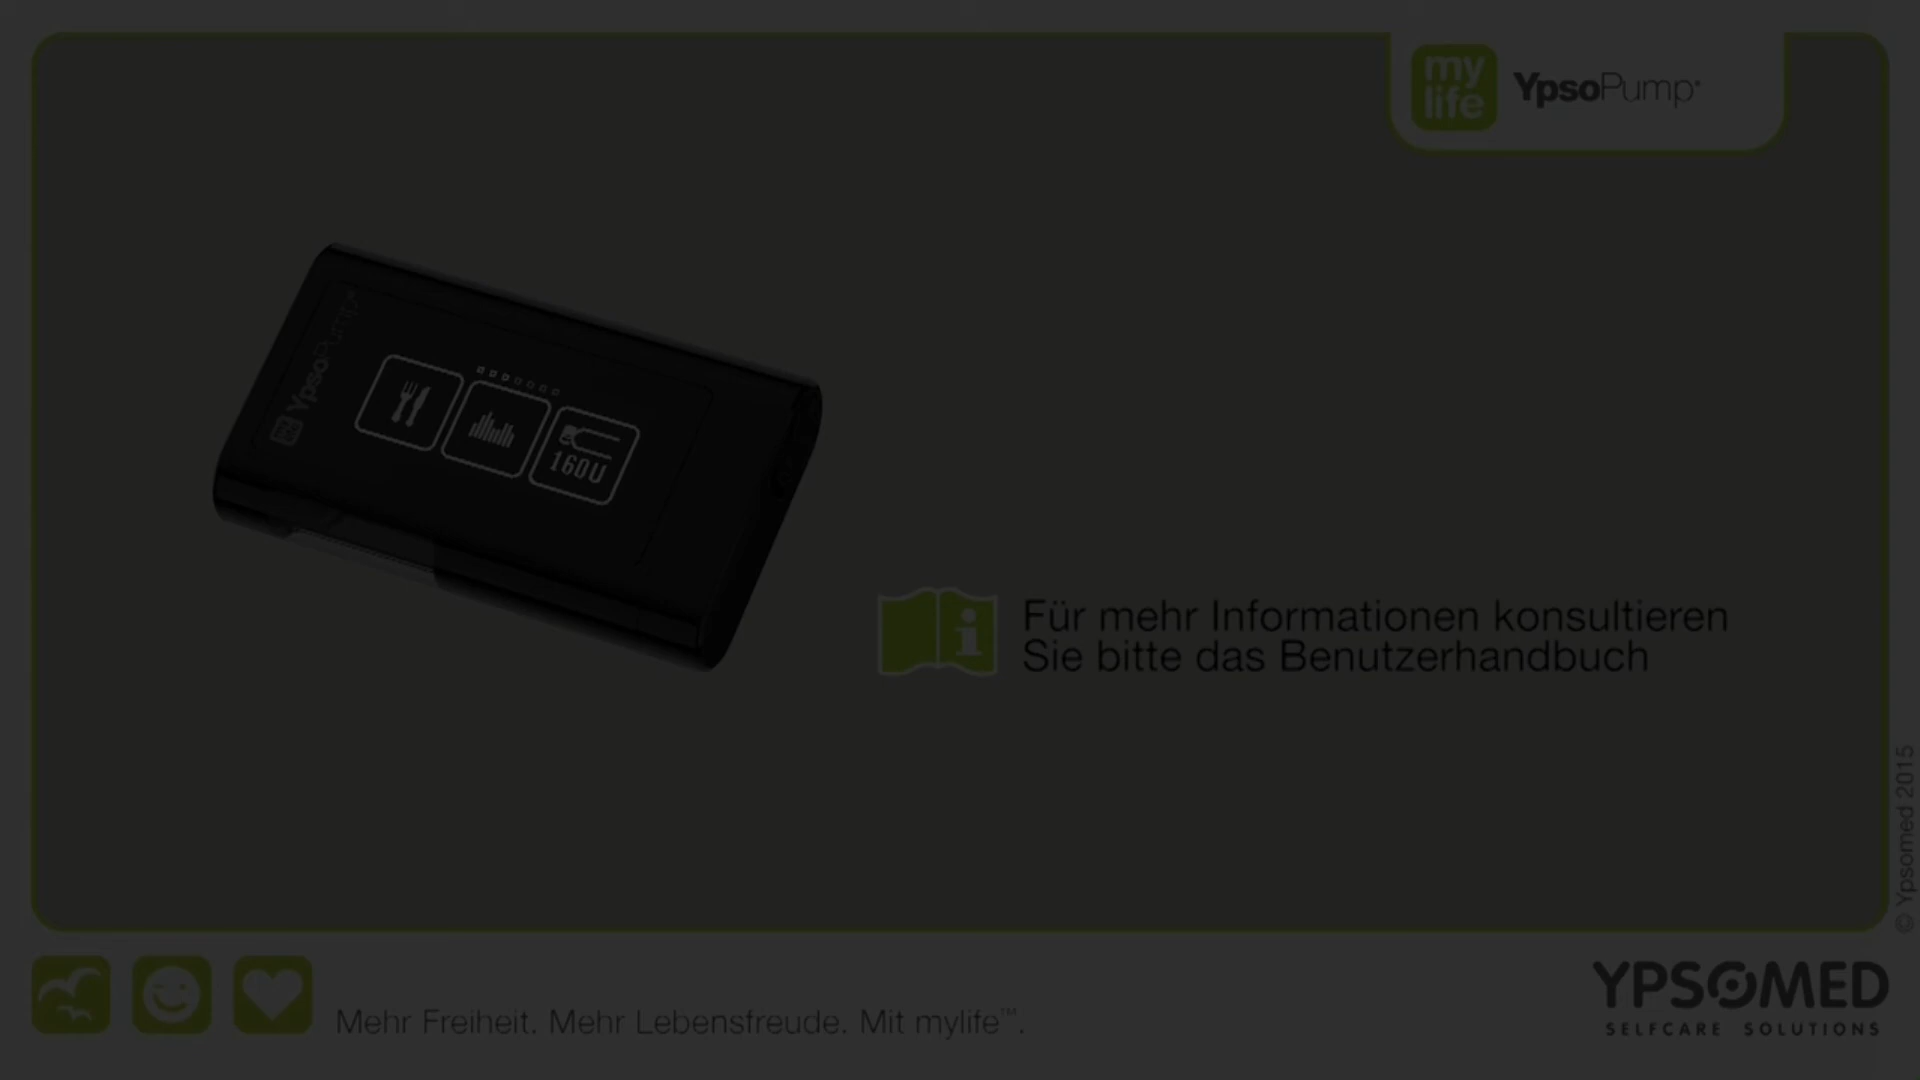 my
life
YpsoPump®
YpsoPump®
160U
Für mehr Informationen konsultieren
Sie bitte das Benutzerhandbuch
© Ypsomed 2015
Mehr Freiheit. Mehr Lebensfreude. Mit mylife™.
YPSOMED
SELFCARE SOLUTIONS